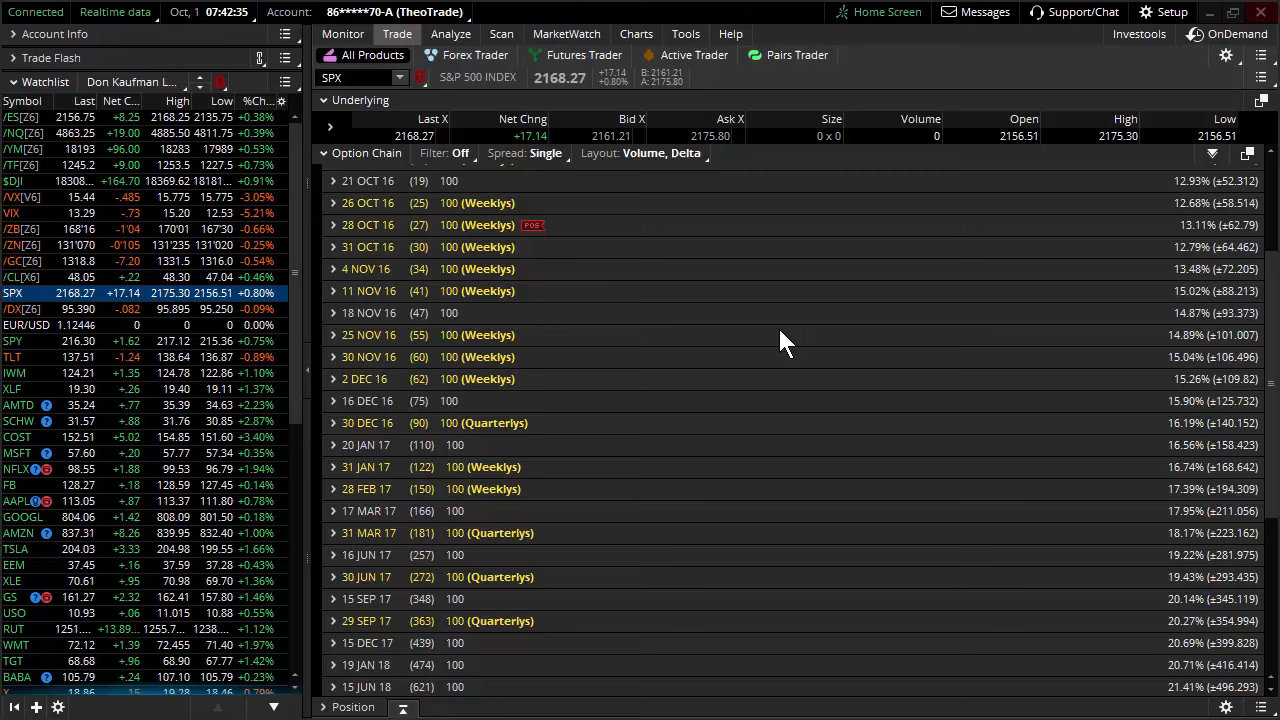 Connected Realtime data Oct, 1 07:42:35 Account: 86*****70-A (TheoTrade) Home Screen Messages Support/Chat Setup
Account Info
Trade Flash
Watchlist Don Kaufman L...
Symbol Last Net C... High Low %Ch...
/ES[Z6] 2156.75 +8.25 2168.25 2135.75 +0.38%
/NQ[Z6] 4863.25 +19.00 4885.50 4811.75 +0.39%
/YM[Z6] 18193 +96.00 18283 17989 +0.53%
/TF[Z6] 1245.2 +9.00 1253.5 1227.5 +0.73%
$DJI 18308... +164.70 18369.62 18181... +0.91%
/VX[V6] 15.44 -.485 15.775 15.775 -3.05%
VIX 13.29 -.73 15.20 12.53 -5.21%
/ZB[Z6] 168'16 -1'04 170'01 167'30 -0.66%
/ZN[Z6] 131'070 -0'105 131'235 131'020 -0.25%
/GC[Z6] 1318.8 -7.20 1331.5 1316.0 -0.54%
/CL[X6] 48.05 +.22 48.30 47.04 +0.46%
SPX 2168.27 +17.14 2175.30 2156.51 +0.80%
/DX[Z6] 95.390 -.082 95.895 95.250 -0.09%
EUR/USD 1.12446 0 0 0 0.00%
SPY 216.30 +1.62 217.12 215.36 +0.75%
TLT 137.51 -1.24 138.64 136.87 -0.89%
IWM 124.21 +1.35 124.78 122.86 +1.10%
XLF 19.30 +.26 19.40 19.11 +1.37%
AMTD 35.24 +.77 35.39 34.63 +2.23%
SCHW 31.57 +.88 31.76 30.85 +2.87%
COST 152.51 +5.02 154.85 151.60 +3.40%
MSFT 57.60 +.20 57.77 57.34 +0.35%
NFLX 98.55 +1.88 99.53 96.79 +1.94%
FB 128.27 +.18 128.59 127.45 +0.14%
AAPL 113.05 +.87 113.37 111.80 +0.78%
GOOGL 804.06 +1.42 808.09 801.50 +0.18%
AMZN 837.31 +8.26 839.95 832.40 +1.00%
TSLA 204.03 +3.33 204.98 199.55 +1.66%
EEM 37.45 +.16 37.59 37.28 +0.43%
XLE 70.61 +.95 70.98 69.70 +1.36%
GS 161.27 +2.32 162.41 157.80 +1.46%
USO 10.93 +.06 11.015 10.88 +0.55%
RUT 1251.... +13.89... 1255.7... 1238.... +1.12%
WMT 72.12 +1.39 72.455 71.40 +1.97%
TGT 68.68 +.96 68.90 67.77 +1.42%
BABA 105.79 +.24 107.10 105.79 +0.23%
Monitor Trade Analyze Scan MarketWatch Charts Tools Help Investools OnDemand
All Products Forex Trader Futures Trader Active Trader Pairs Trader
SPX S&P 500 INDEX 2168.27 +17.14 +0.80% B: 2161.21 A: 2175.80
Underlying
Last X Net Chng Bid X Ask X Size Volume Open High Low
2168.27 +17.14 2161.21 2175.80 0 x 0 0 2156.51 2175.30 2156.51
Option Chain Filter: Off Spread: Single Layout: Volume, Delta
21 OCT 16 (19) 100 12.93% (±52.312)
26 OCT 16 (25) 100 (Weeklys) 12.68% (±58.514)
28 OCT 16 (27) 100 (Weeklys) POS 13.11% (±62.79)
31 OCT 16 (30) 100 (Weeklys) 12.79% (±64.462)
4 NOV 16 (34) 100 (Weeklys) 13.48% (±72.205)
11 NOV 16 (41) 100 (Weeklys) 15.02% (±88.213)
18 NOV 16 (47) 100 14.87% (±93.373)
25 NOV 16 (55) 100 (Weeklys) 14.89% (±101.007)
30 NOV 16 (60) 100 (Weeklys) 15.04% (±106.496)
2 DEC 16 (62) 100 (Weeklys) 15.26% (±109.82)
16 DEC 16 (75) 100 15.90% (±125.732)
30 DEC 16 (90) 100 (Quarterlys) 16.19% (±140.152)
20 JAN 17 (110) 100 16.56% (±158.423)
31 JAN 17 (122) 100 (Weeklys) 16.74% (±168.642)
28 FEB 17 (150) 100 (Weeklys) 17.39% (±194.309)
17 MAR 17 (166) 100 17.95% (±211.056)
31 MAR 17 (181) 100 (Quarterlys) 18.17% (±223.162)
16 JUN 17 (257) 100 19.22% (±281.975)
30 JUN 17 (272) 100 (Quarterlys) 19.43% (±293.435)
15 SEP 17 (348) 100 20.14% (±345.119)
29 SEP 17 (363) 100 (Quarterlys) 20.27% (±354.994)
15 DEC 17 (439) 100 20.69% (±399.828)
19 JAN 18 (474) 100 20.71% (±416.414)
15 JUN 18 (621) 100 21.41% (±496.293)
Position